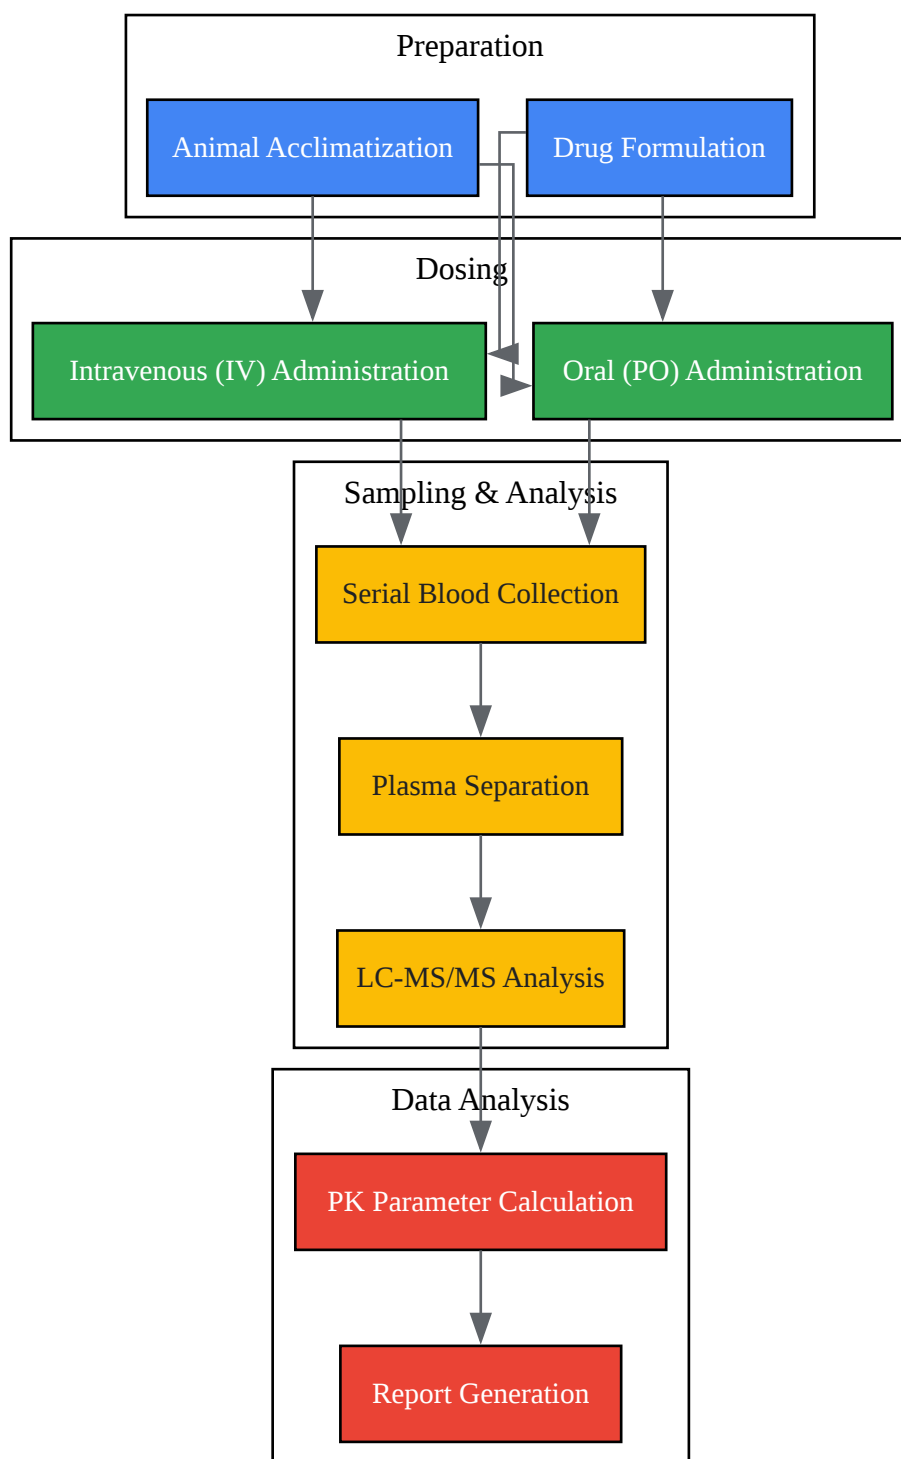 Preparation
Animal Acclimatization
Drug Formulation
Dosing
Intravenous (IV) Administration
Oral (PO) Administration
Sampling & Analysis
Serial Blood Collection
Plasma Separation
LC-MS/MS Analysis
Data Analysis
PK Parameter Calculation
Report Generation